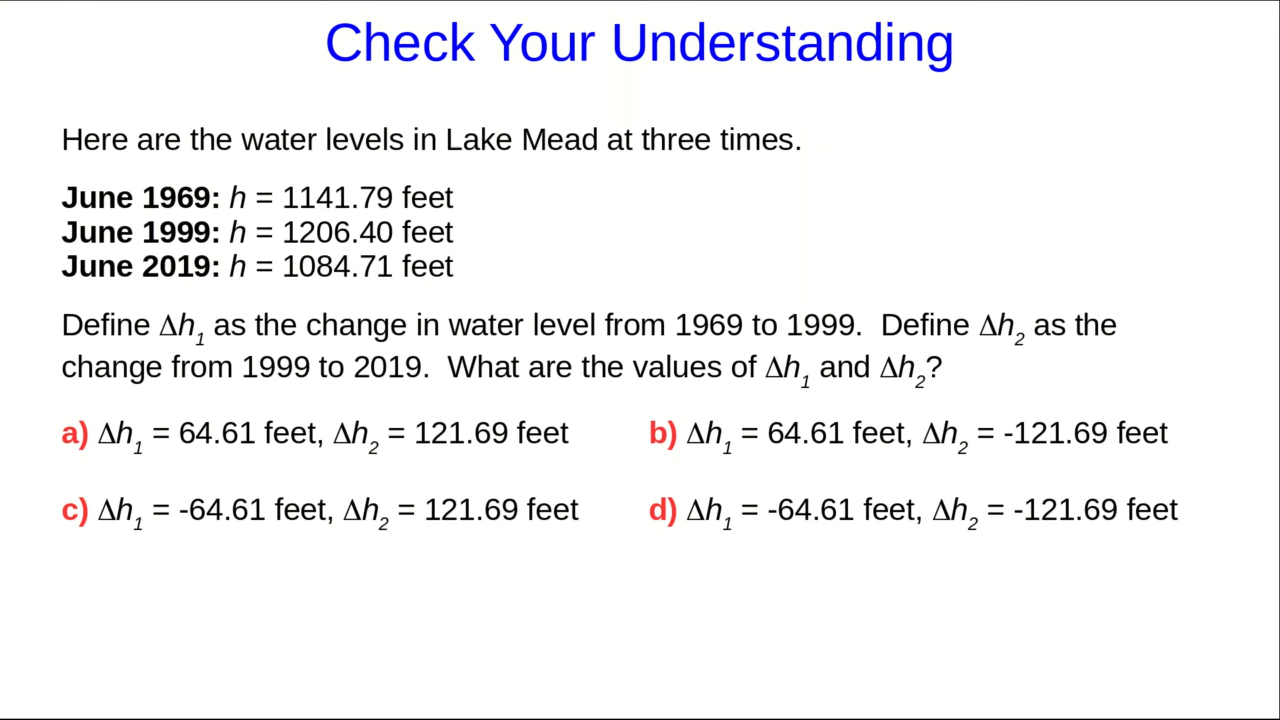 Check Your Understanding
Here are the water levels in Lake Mead at three times.
June 1969: h = 1141.79 feet
June 1999: h = 1206.40 feet
June 2019: h = 1084.71 feet
Define Δh₁ as the change in water level from 1969 to 1999.  Define Δh₂ as the
change from 1999 to 2019.  What are the values of Δh₁ and Δh₂?
a) Δh₁ = 64.61 feet, Δh₂ = 121.69 feet
b) Δh₁ = 64.61 feet, Δh₂ = -121.69 feet
c) Δh₁ = -64.61 feet, Δh₂ = 121.69 feet
d) Δh₁ = -64.61 feet, Δh₂ = -121.69 feet